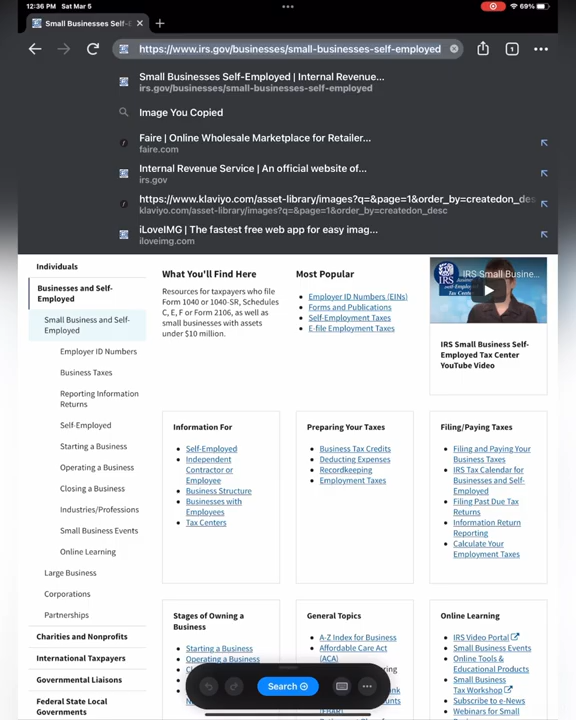 12:36 PM Sat Mar 5
69%
Small Businesses Self-E
https://www.irs.gov/businesses/small-businesses-self-employed
1
Small Businesses Self-Employed | Internal Revenue...
irs.gov/businesses/small-businesses-self-employed
Image You Copied
Faire | Online Wholesale Marketplace for Retailer...
faire.com
Internal Revenue Service | An official website of...
irs.gov
https://www.klaviyo.com/asset-library/images?q=&page=1&order_by=createdon_des
klaviyo.com/asset-library/images?q=&page=1&order_by=createdon_desc
iLoveIMG | The fastest free web app for easy imag...
iloveimg.com
Individuals
Businesses and Self-
Employed
Small Business and Self-
Employed
Employer ID Numbers
Business Taxes
Reporting Information
Returns
Self-Employed
Starting a Business
Operating a Business
Closing a Business
Industries/Professions
Small Business Events
Online Learning
Large Business
Corporations
Partnerships
Charities and Nonprofits
International Taxpayers
Governmental Liaisons
Federal State Local
Governments
What You'll Find Here
Resources for taxpayers who file
Form 1040 or 1040-SR, Schedules
C, E, F or Form 2106, as well as
small businesses with assets
under $10 million.
Most Popular
Employer ID Numbers (EINs)
Forms and Publications
Self-Employment Taxes
E-file Employment Taxes
IRS Small Busine...
IRS
IRS Small Business Self-
Employed Tax Center
YouTube Video
Information For
Self-Employed
Independent
Contractor or
Employee
Business Structure
Businesses with
Employees
Tax Centers
Preparing Your Taxes
Business Tax Credits
Deducting Expenses
Recordkeeping
Employment Taxes
Filing/Paying Taxes
Filing and Paying Your
Business Taxes
IRS Tax Calendar for
Businesses and Self-
Employed
Filing Past Due Tax
Returns
Information Return
Reporting
Calculate Your
Employment Taxes
Stages of Owning a
Business
Starting a Business
Operating a Business
General Topics
A-Z Index for Business
Affordable Care Act
(ACA)
Online Learning
IRS Video Portal
Small Business Events
Online Tools &
Educational Products
Small Business
Tax Workshop
Subscribe to e-News
Webinars for Small
Search